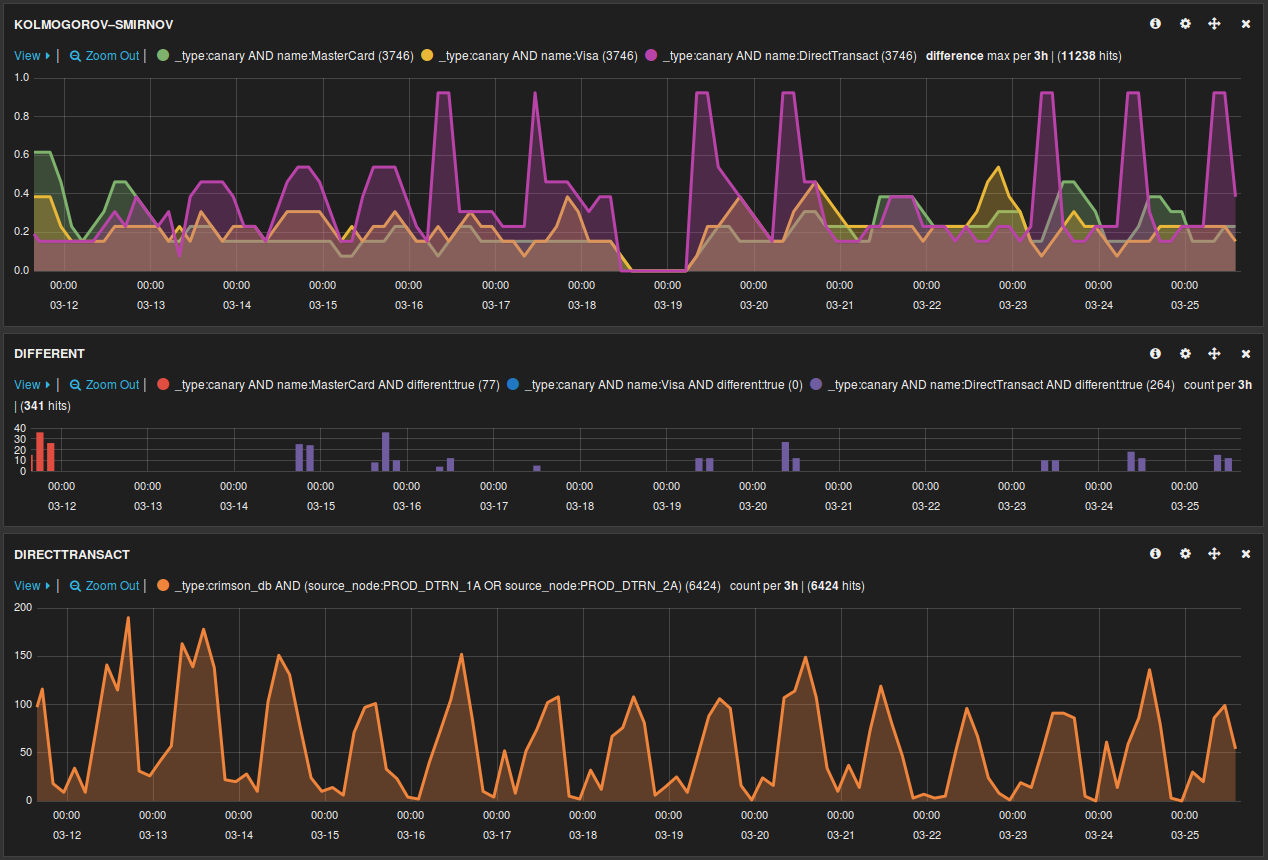 KOLMOGOROV–SMIRNOV
View | Zoom Out | _type:canary AND name:MasterCard (3746) _type:canary AND name:Visa (3746) _type:canary AND name:DirectTransact (3746) difference max per 3h | (11238 hits)
1.0
0.8
0.6
0.4
0.2
0.0
00:00 00:00 00:00 00:00 00:00 00:00 00:00 00:00 00:00 00:00 00:00 00:00 00:00 00:00
03-12 03-13 03-14 03-15 03-16 03-17 03-18 03-19 03-20 03-21 03-22 03-23 03-24 03-25
DIFFERENT
View | Zoom Out | _type:canary AND name:MasterCard AND different:true (77) _type:canary AND name:Visa AND different:true (0) _type:canary AND name:DirectTransact AND different:true (264) count per 3h
| (341 hits)
40
30
20
10
0
00:00 00:00 00:00 00:00 00:00 00:00 00:00 00:00 00:00 00:00 00:00 00:00 00:00 00:00
03-12 03-13 03-14 03-15 03-16 03-17 03-18 03-19 03-20 03-21 03-22 03-23 03-24 03-25
DIRECTTRANSACT
View | Zoom Out | _type:crimson_db AND (source_node:PROD_DTRN_1A OR source_node:PROD_DTRN_2A) (6424) count per 3h | (6424 hits)
200
150
100
50
0
00:00 00:00 00:00 00:00 00:00 00:00 00:00 00:00 00:00 00:00 00:00 00:00 00:00 00:00
03-12 03-13 03-14 03-15 03-16 03-17 03-18 03-19 03-20 03-21 03-22 03-23 03-24 03-25